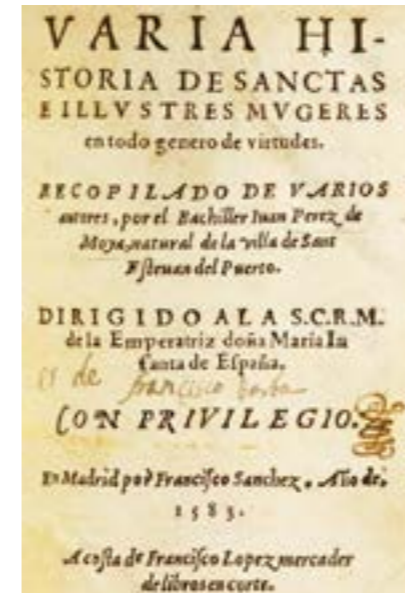 VARIA HI-
STORIA DE SANCTAS
E ILLVSTRES MVGERES
en todo genero de virtudes.
RECOPILADO DE VARIOS
autores, por el Bachiller Iuan Perez de
Moya, natural de la villa de Sant
Esteuan del Puerto.
DIRIGIDO A LA S.C.R.M.
de la Emperatriz doña Maria In
fanta de España.
es de francisco
CON PRIVILEGIO.
En Madrid por Francisco Sanchez. Año de.
1583.
A costa de Francisco Lopez mercader
de libros en corte.